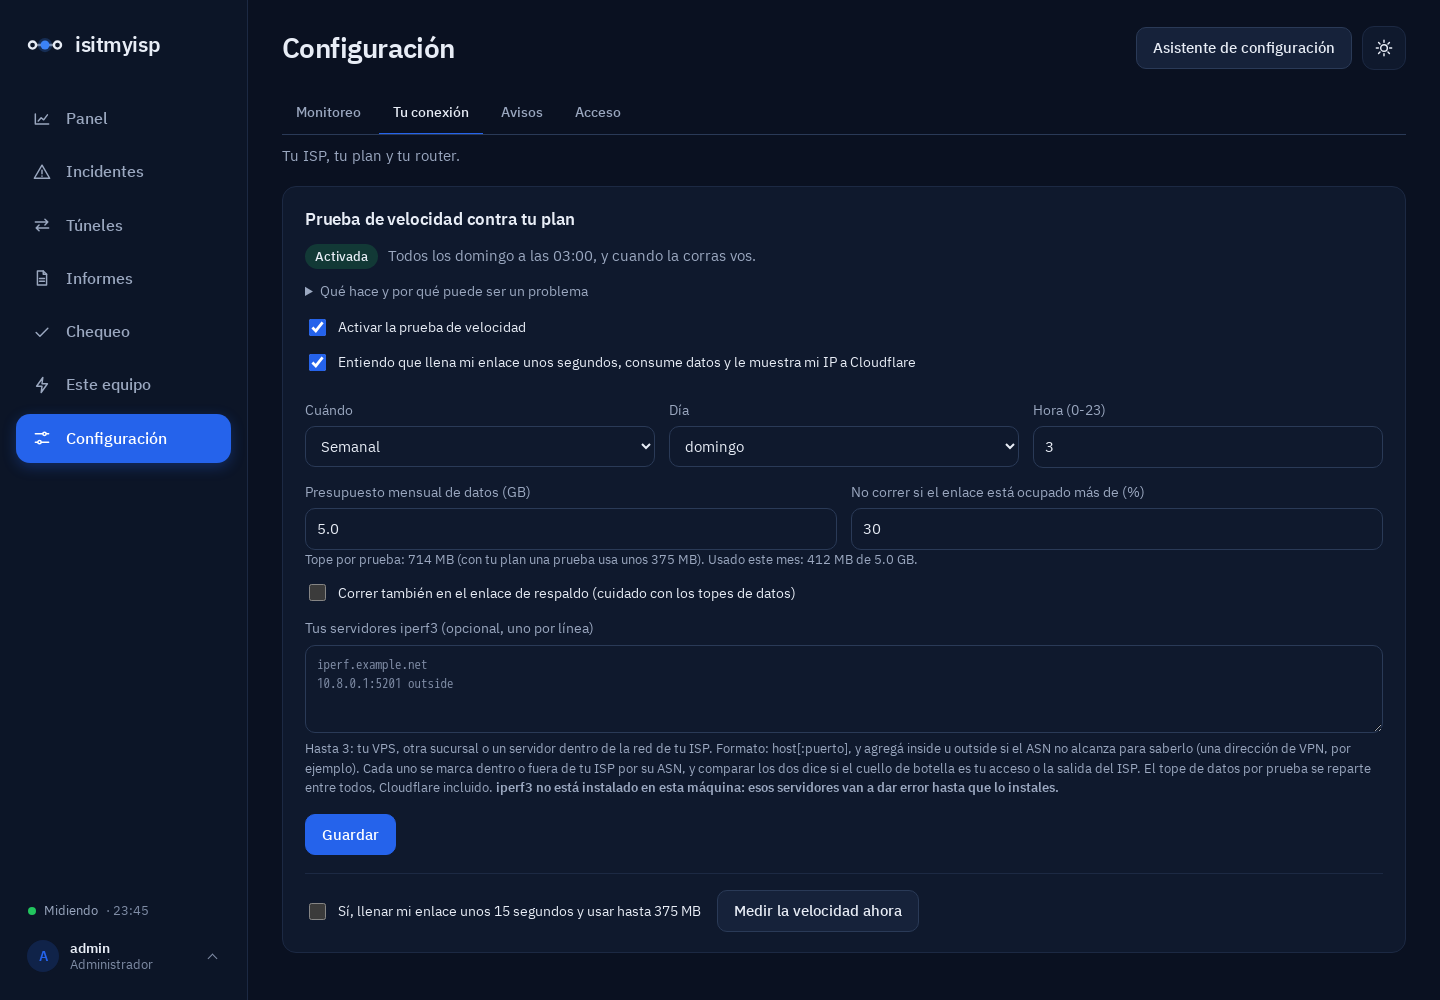 isitmyisp
Panel
Incidentes
Túneles
Informes
Chequeo
Este equipo
Configuración
Midiendo · 23:45
A
admin
Administrador
Configuración
Asistente de configuración
Monitoreo
Tu conexión
Avisos
Acceso
Tu ISP, tu plan y tu router.
Prueba de velocidad contra tu plan
Activada Todos los domingo a las 03:00, y cuando la corras vos.
Qué hace y por qué puede ser un problema
Activar la prueba de velocidad
Entiendo que llena mi enlace unos segundos, consume datos y le muestra mi IP a Cloudflare
Cuándo
Día
Hora (0-23)
Semanal
domingo
3
Presupuesto mensual de datos (GB)
No correr si el enlace está ocupado más de (%)
5.0
30
Tope por prueba: 714 MB (con tu plan una prueba usa unos 375 MB). Usado este mes: 412 MB de 5.0 GB.
Correr también en el enlace de respaldo (cuidado con los topes de datos)
Tus servidores iperf3 (opcional, uno por línea)
iperf.example.net
10.8.0.1:5201 outside
Hasta 3: tu VPS, otra sucursal o un servidor dentro de la red de tu ISP. Formato: host[:puerto], y agregá inside u outside si el ASN no alcanza para saberlo (una dirección de VPN, por
ejemplo). Cada uno se marca dentro o fuera de tu ISP por su ASN, y comparar los dos dice si el cuello de botella es tu acceso o la salida del ISP. El tope de datos por prueba se reparte
entre todos, Cloudflare incluido. iperf3 no está instalado en esta máquina: esos servidores van a dar error hasta que lo instales.
Guardar
Sí, llenar mi enlace unos 15 segundos y usar hasta 375 MB
Medir la velocidad ahora